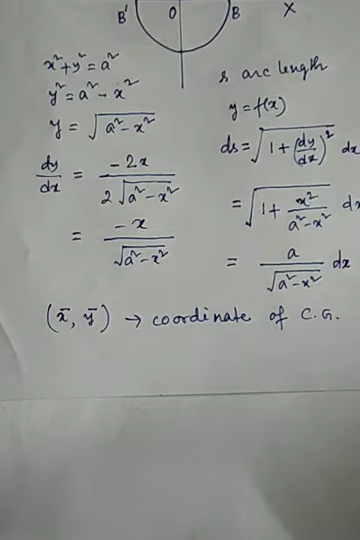 B' O B X
x² + y² = a²
y² = a² - x²
y = √(a² - x²)
dy/dx = -2x / 2√(a² - x²)
= -x / √(a² - x²)
s arc length
y = f(x)
ds = √(1 + (dy/dx)²) dx
= √(1 + x²/(a² - x²)) dx
= a / √(a² - x²) dx
(x̄, ȳ) → coordinate of C.G.